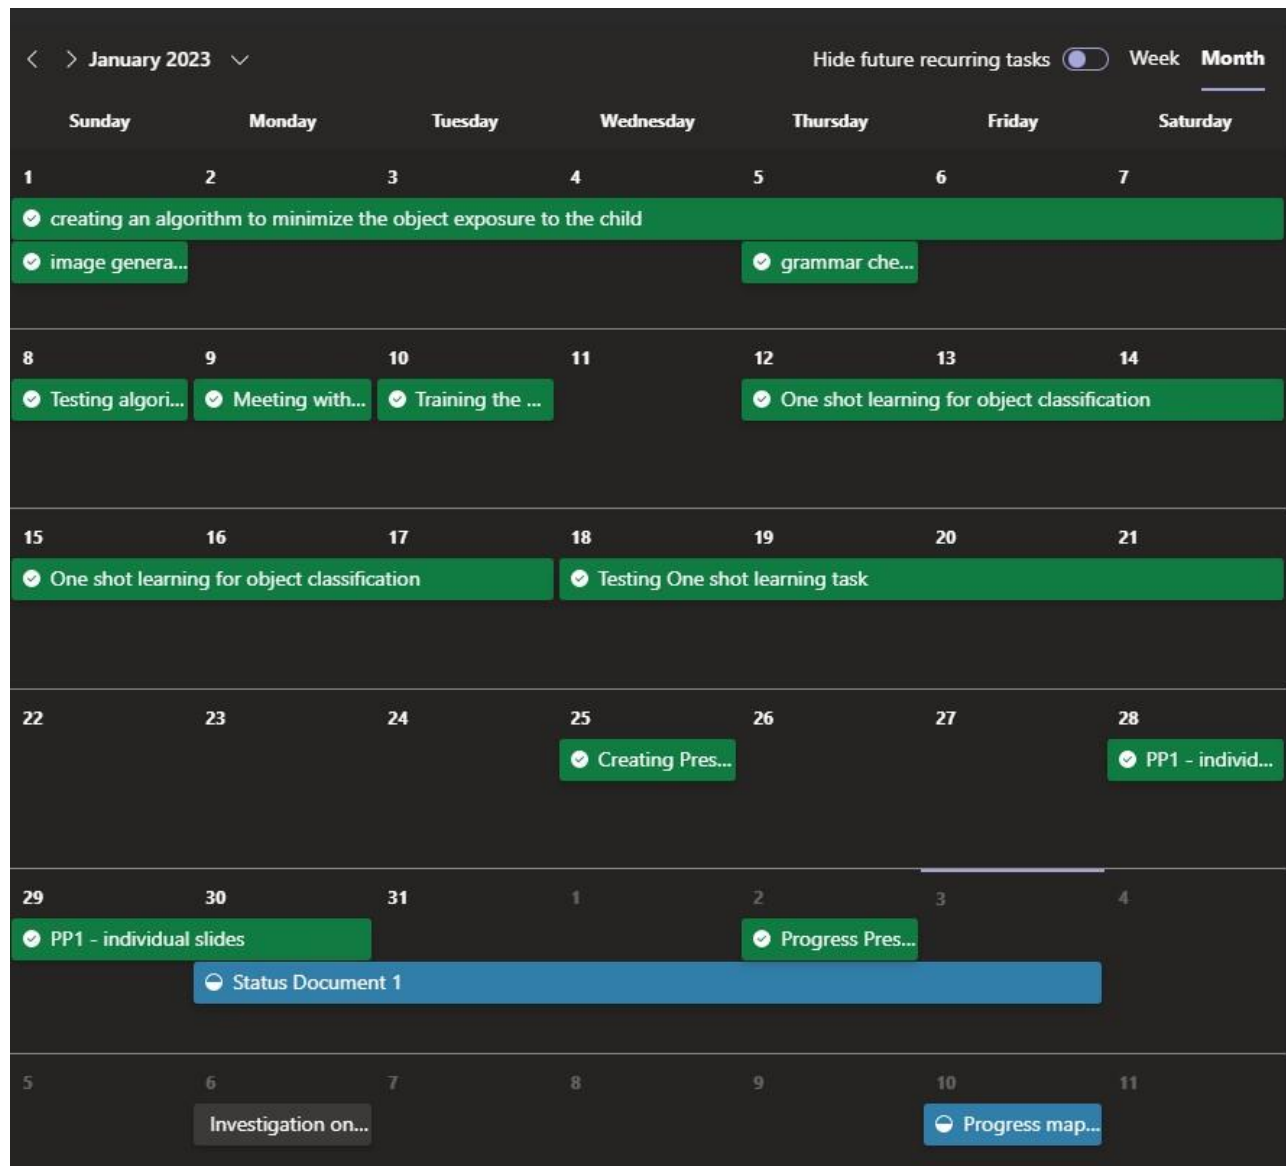 January 2023 Hide future recurring tasks Week Month
Sunday Monday Tuesday Wednesday Thursday Friday Saturday
1 2 3 4 5 6 7
creating an algorithm to minimize the object exposure to the child
image genera... grammar che...
8 9 10 11 12 13 14
Testing algori... Meeting with... Training the ... One shot learning for object classification
15 16 17 18 19 20 21
One shot learning for object classification Testing One shot learning task
22 23 24 25 26 27 28
Creating Pres... PP1 - individ...
29 30 31 1 2 3 4
PP1 - individual slides Progress Pres...
Status Document 1
5 6 7 8 9 10 11
Investigation on... Progress map...